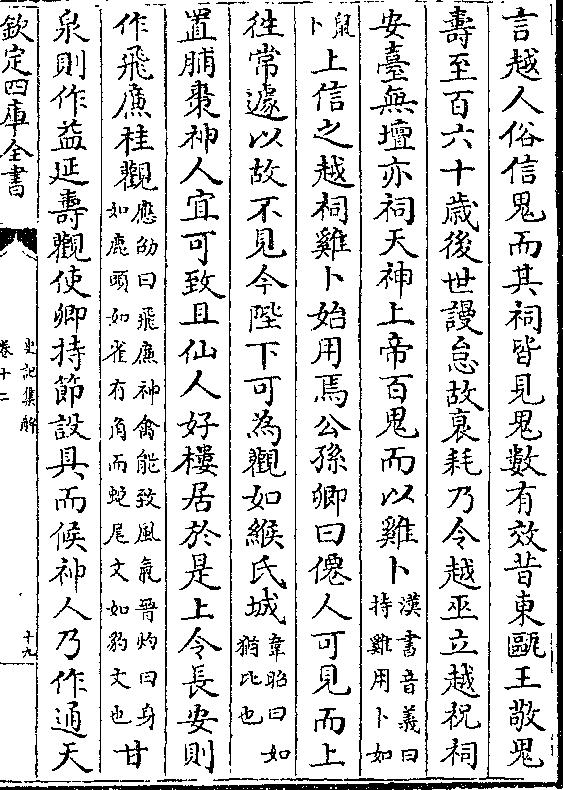 言越人俗信鬼而其祠皆見鬼數有效昔東甌王敬鬼
壽至百六十歳後世謾怠故衰耗乃令越巫立越祝祠
安臺無壇亦祠天神上帝百鬼而以雞卜漢書音義曰持雞用卜如
鼠卜上信之越祠雞卜始用焉公孫卿曰僊人可見而上
徃常遽以故不見今陛下可為觀如緱氏城韋昭曰如猶比也
置脯棗神人宜可致且仙人好樓居於是上令長安則
作飛亷桂觀應劭曰飛亷神禽能致風氣晉灼曰身如鹿頭如雀有角而蛇尾文如豹文也甘
泉則作益延壽觀使卿持節設具而候神人乃作通天
欽定四庫全書
史記集解
卷十二
十九